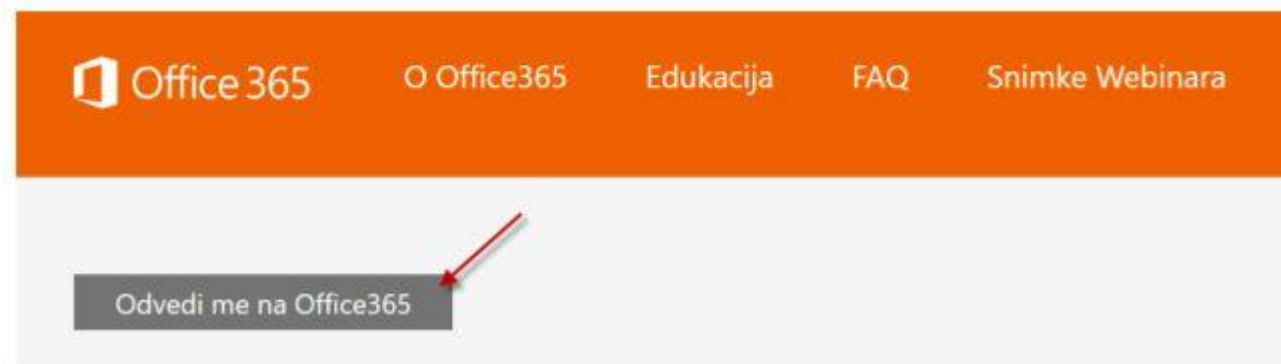 Office 365 O Office365 Edukacija FAQ Snimke Webinara
Odvedi me na Office365